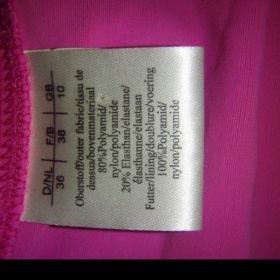 D/NL F/B GB
36 38 10
Oberstoff/outer fabric/tissu de
dessus/bovenmateriaal
80%Polyamid/
nylon/polyamide
20% Elasthan/elastane/
élasthanne/elastaan
Futter/lining/doublure/voering
100%Polyamid/
nylon/polyamide